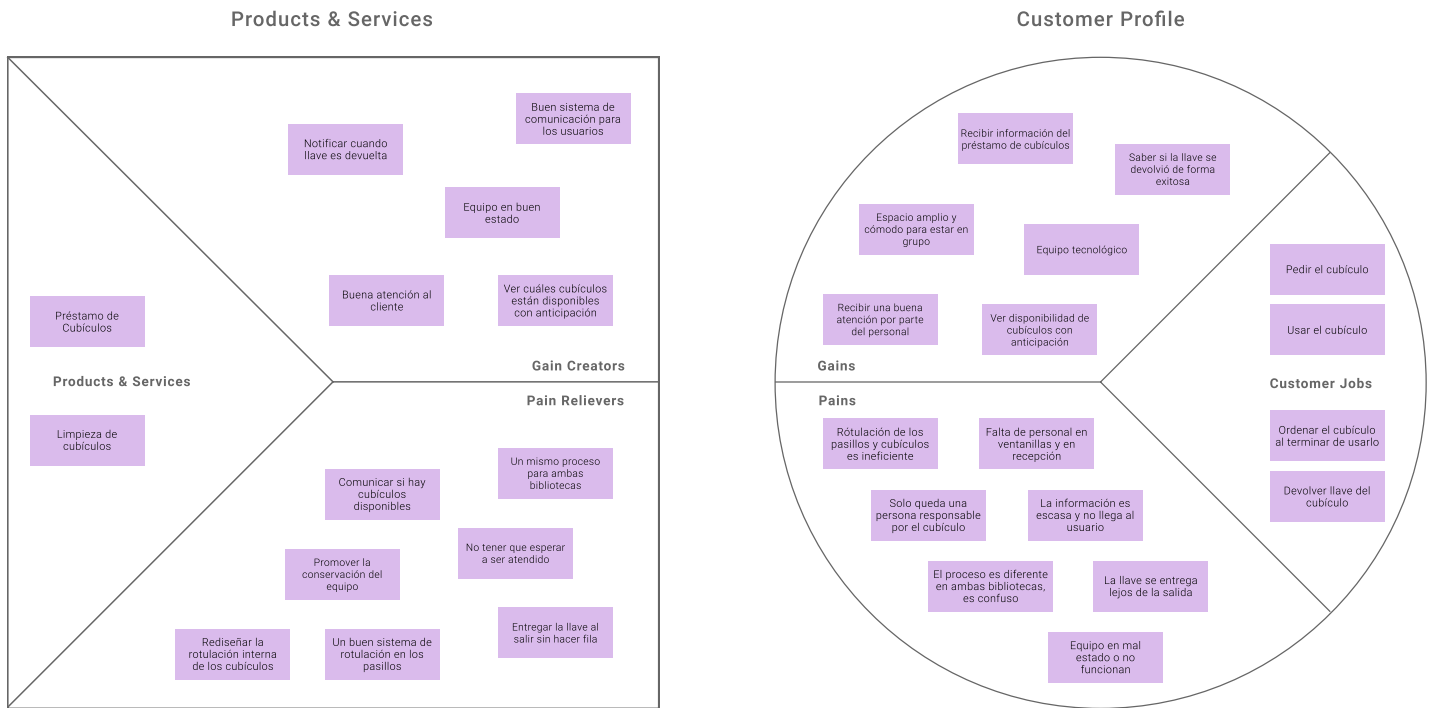 Products & Services
Notificar cuando
llave es devuelta
Buen sistema de
comunicación para
los usuarios
Equipo en buen
estado
Buena atención al
cliente
Ver cuáles cubículos
están disponibles
con anticipación
Gain Creators
Préstamo de
Cubículos
Products & Services
Limpieza de
cubículos
Pain Relievers
Un mismo proceso
para ambas
bibliotecas
Comunicar si hay
cubículos
disponibles
No tener que esperar
a ser atendido
Promover la
conservación del
equipo
Entregar la llave al
salir sin hacer fila
Rediseñar la
rotulación interna
de los cubículos
Un buen sistema de
rotulación en los
pasillos
Customer Profile
Recibir información del
préstamo de cubículos
Saber si la llave se
devolvió de forma
exitosa
Espacio amplio y
cómodo para estar en
grupo
Equipo tecnológico
Recibir una buena
atención por parte
del personal
Ver disponibilidad de
cubículos con
anticipación
Gains
Pains
Rótulación de los
pasillos y cubículos
es ineficiente
Falta de personal en
ventanillas y en
recepción
Solo queda una
persona responsable
por el cubículo
La información es
escasa y no llega al
usuario
El proceso es diferente
en ambas bibliotecas,
es confuso
La llave se entrega
lejos de la salida
Equipo en mal
estado o no
funcionan
Pedir el cubículo
Usar el cubículo
Customer Jobs
Ordenar el cubículo
al terminar de usarlo
Devolver llave del
cubículo